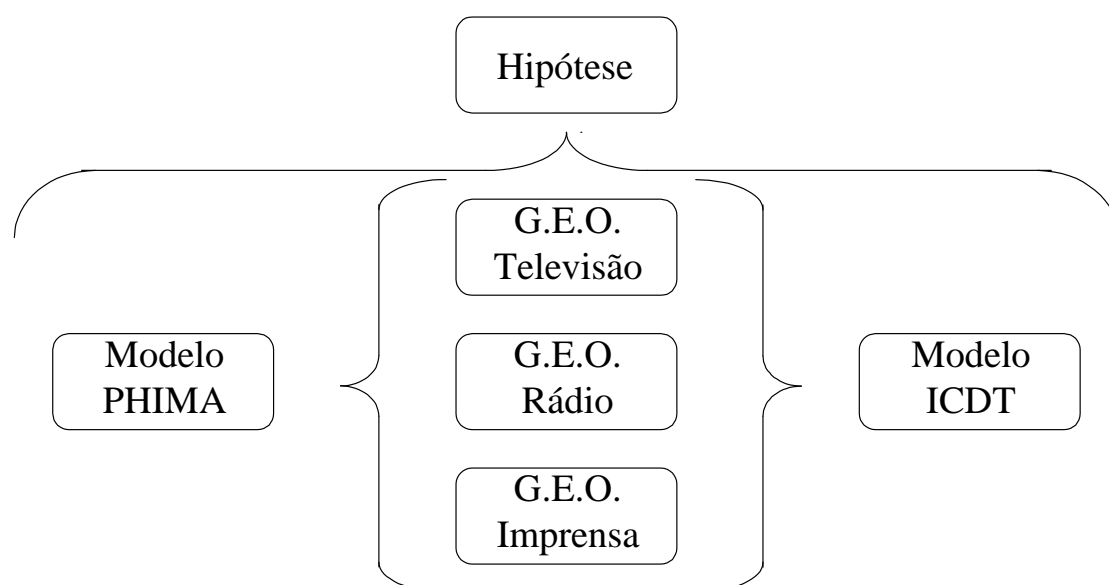 Hipótese
G.E.O.
Televisão
Modelo
PHIMA
G.E.O.
Rádio
Modelo
ICDT
G.E.O.
Imprensa